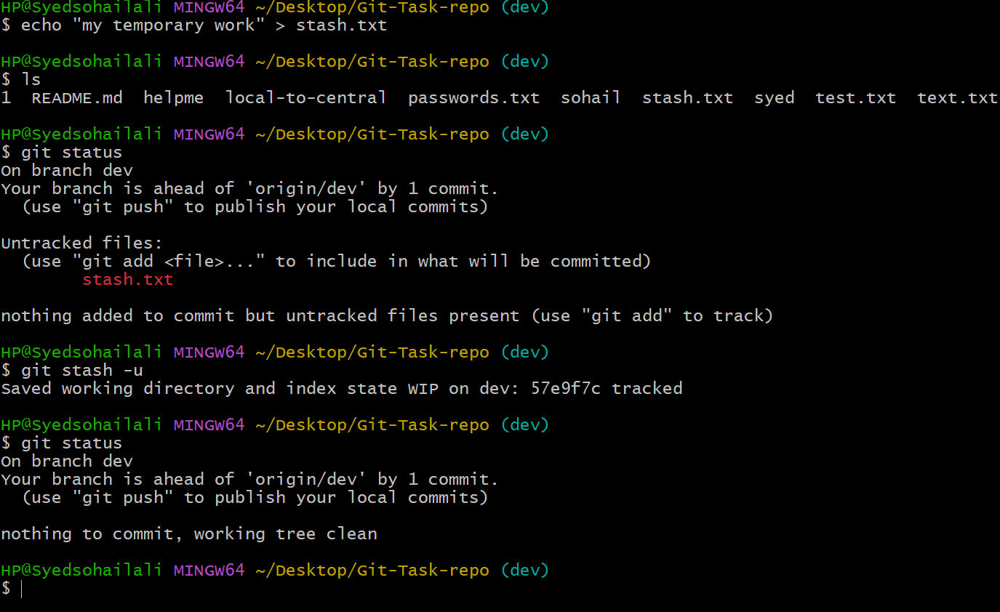 HP@Syedsohailali MINGW64 ~/Desktop/Git-Task-repo (dev)
$ echo "my temporary work" > stash.txt
HP@Syedsohailali MINGW64 ~/Desktop/Git-Task-repo (dev)
$ ls
1  README.md  helpme  local-to-central  passwords.txt  sohail  stash.txt  syed  test.txt  text.txt
HP@Syedsohailali MINGW64 ~/Desktop/Git-Task-repo (dev)
$ git status
On branch dev
Your branch is ahead of 'origin/dev' by 1 commit.
  (use "git push" to publish your local commits)
Untracked files:
  (use "git add <file>..." to include in what will be committed)
        stash.txt
nothing added to commit but untracked files present (use "git add" to track)
HP@Syedsohailali MINGW64 ~/Desktop/Git-Task-repo (dev)
$ git stash -u
Saved working directory and index state WIP on dev: 57e9f7c tracked
HP@Syedsohailali MINGW64 ~/Desktop/Git-Task-repo (dev)
$ git status
On branch dev
Your branch is ahead of 'origin/dev' by 1 commit.
  (use "git push" to publish your local commits)
nothing to commit, working tree clean
HP@Syedsohailali MINGW64 ~/Desktop/Git-Task-repo (dev)
$